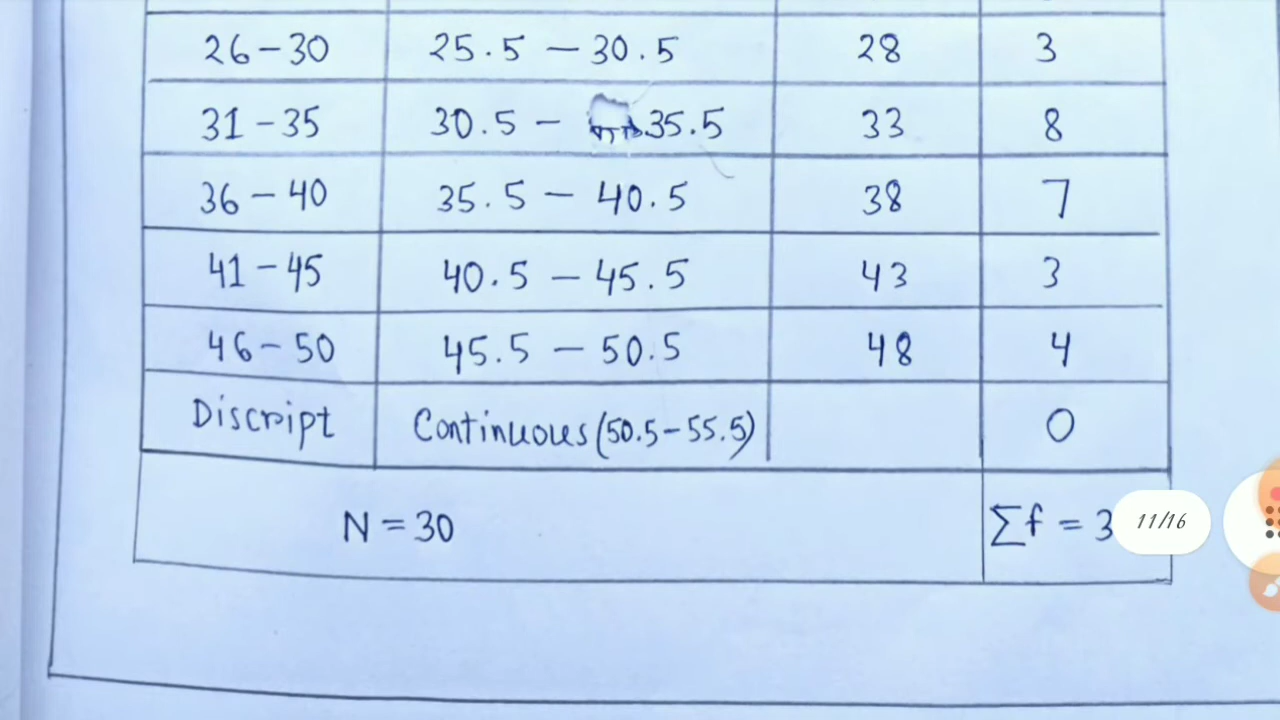 26-30 25.5 - 30.5 28 3
31-35 30.5 - 35.5 33 8
36-40 35.5 - 40.5 38 7
41-45 40.5 - 45.5 43 3
46-50 45.5 - 50.5 48 4
Discript Continuous (50.5-55.5) 0
N = 30 Σf = 3
11/16